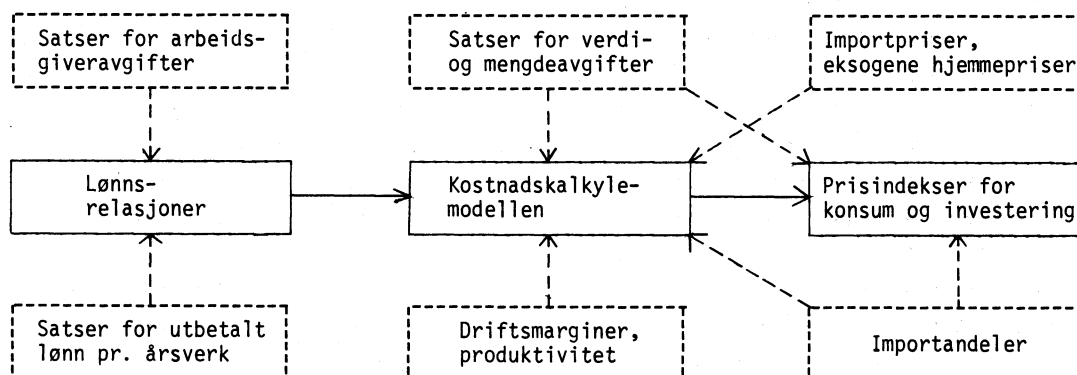 Satser for arbeids-
giveravgifter
Satser for verdi-
og mengdeavgifter
Importpriser,
eksogene hjemmepriser
Lønns-
relasjoner
Kostnadskalkyle-
modellen
Prisindekser for
konsum og investering
Satser for utbetalt
lønn pr. årsverk
Driftsmarginer,
produktivitet
Importandeler